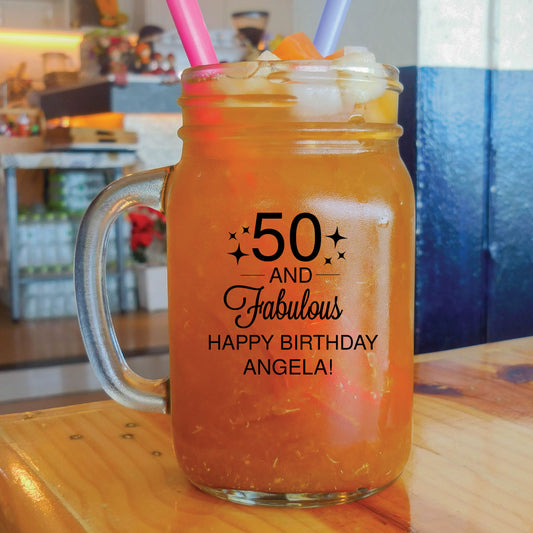 50
AND
Fabulous
HAPPY BIRTHDAY
ANGELA!